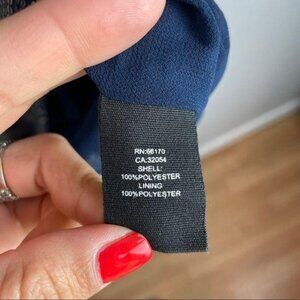 RN:66170
CA:32054
SHELL:
100%POLYESTER
LINING
100%POLYESTER